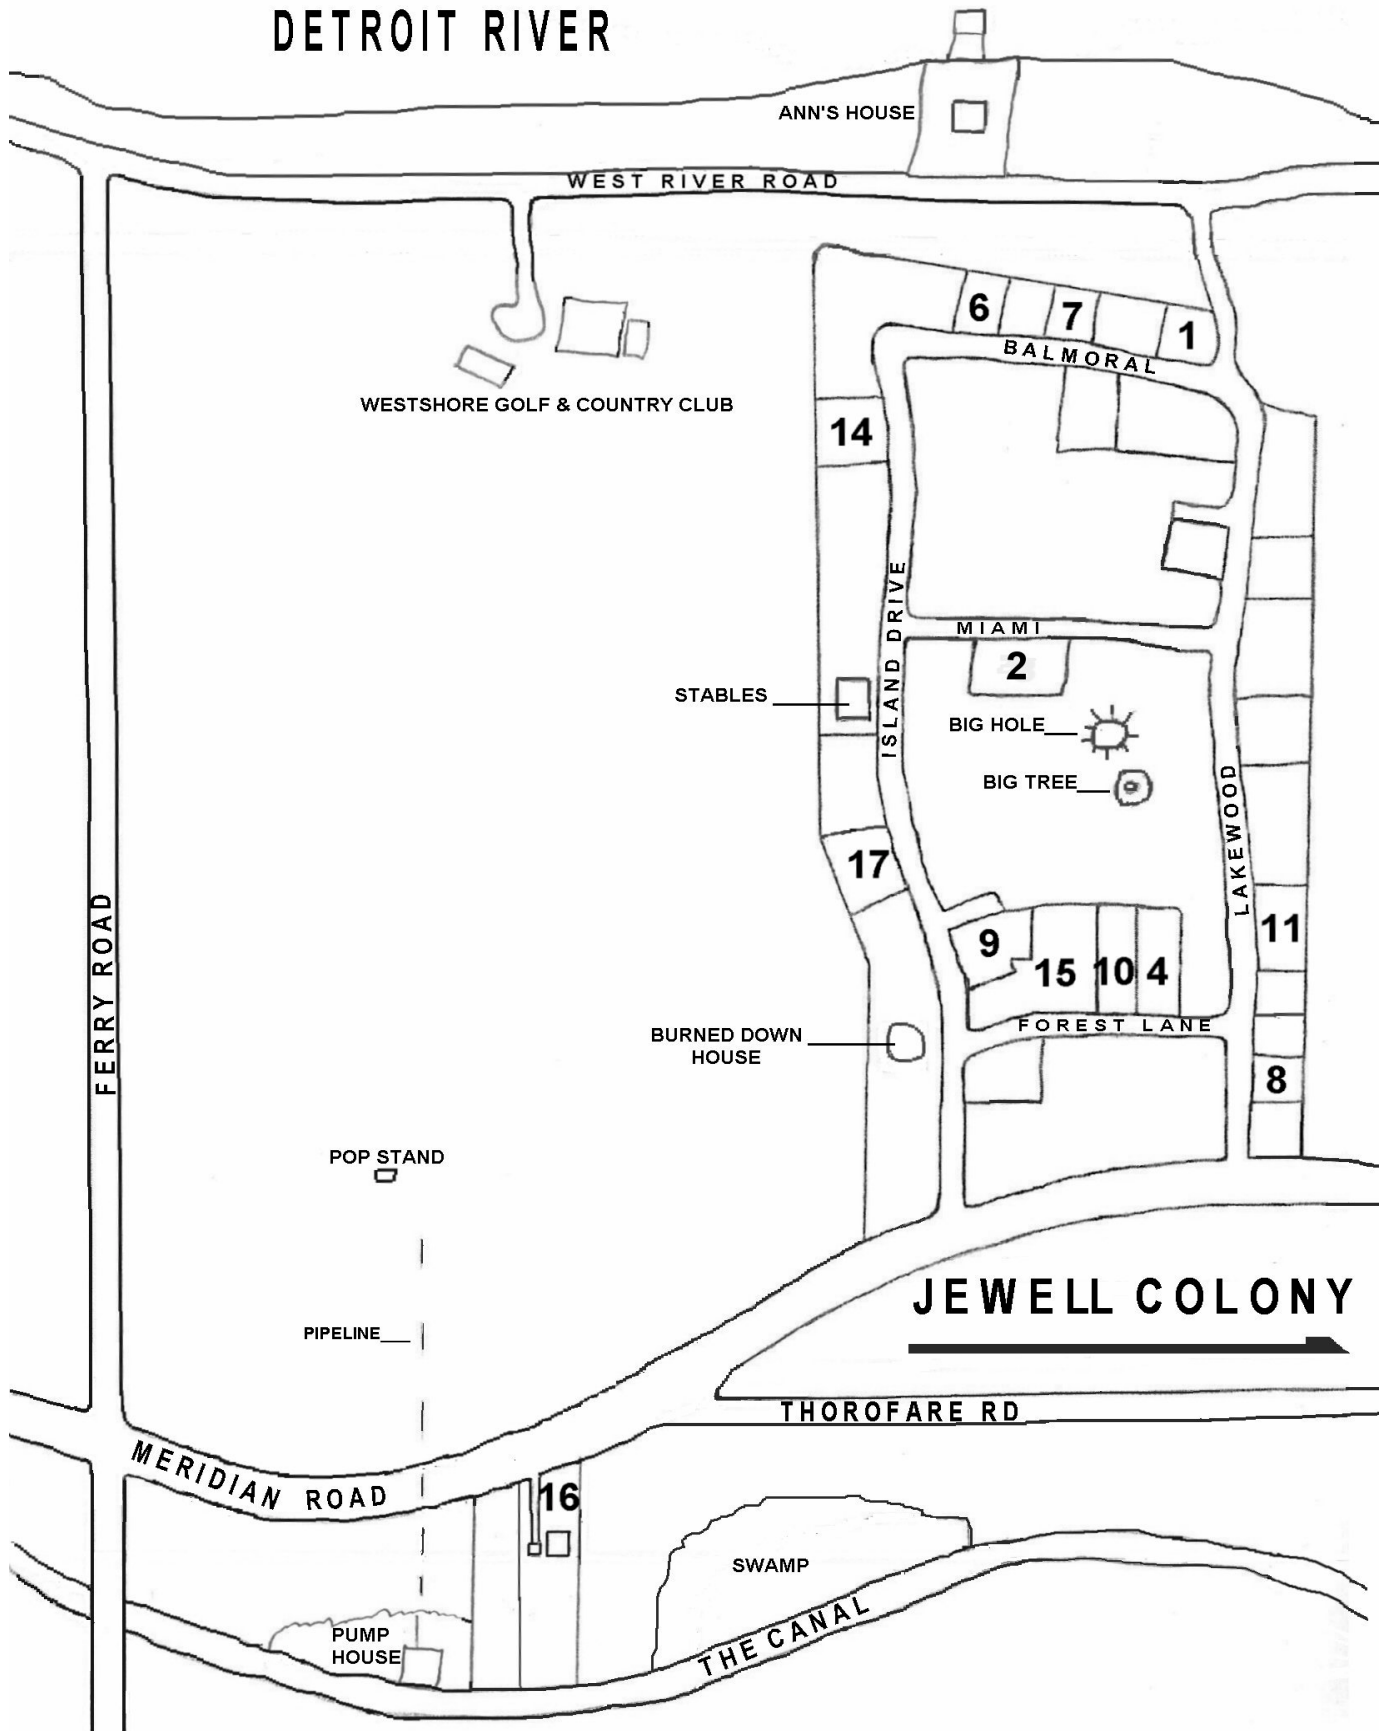 DETROIT RIVER
ANN'S HOUSE
WEST RIVER ROAD
6
7
1
BALMORAL
WESTSHORE GOLF & COUNTRY CLUB
14
ISLAND DRIVE
MIAMI
2
STABLES
BIG HOLE
BIG TREE
LAKEWOOD
17
FERRY ROAD
9
15
10
4
11
FOREST LANE
BURNED DOWN
HOUSE
8
POP STAND
PIPELINE
JEWELL COLONY
THOROFARE RD
MERIDIAN ROAD
16
SWAMP
PUMP
HOUSE
THE CANAL